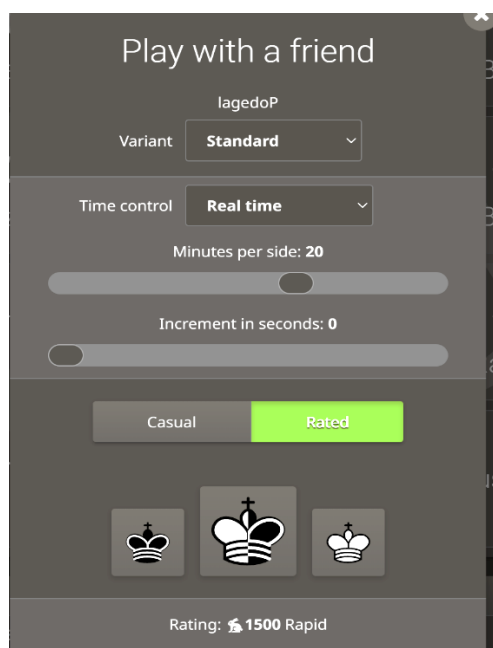 Play with a friend
lagedoP
Variant Standard
Time control Real time
Minutes per side: 20
Increment in seconds: 0
Casual Rated
Rating: 1500 Rapid